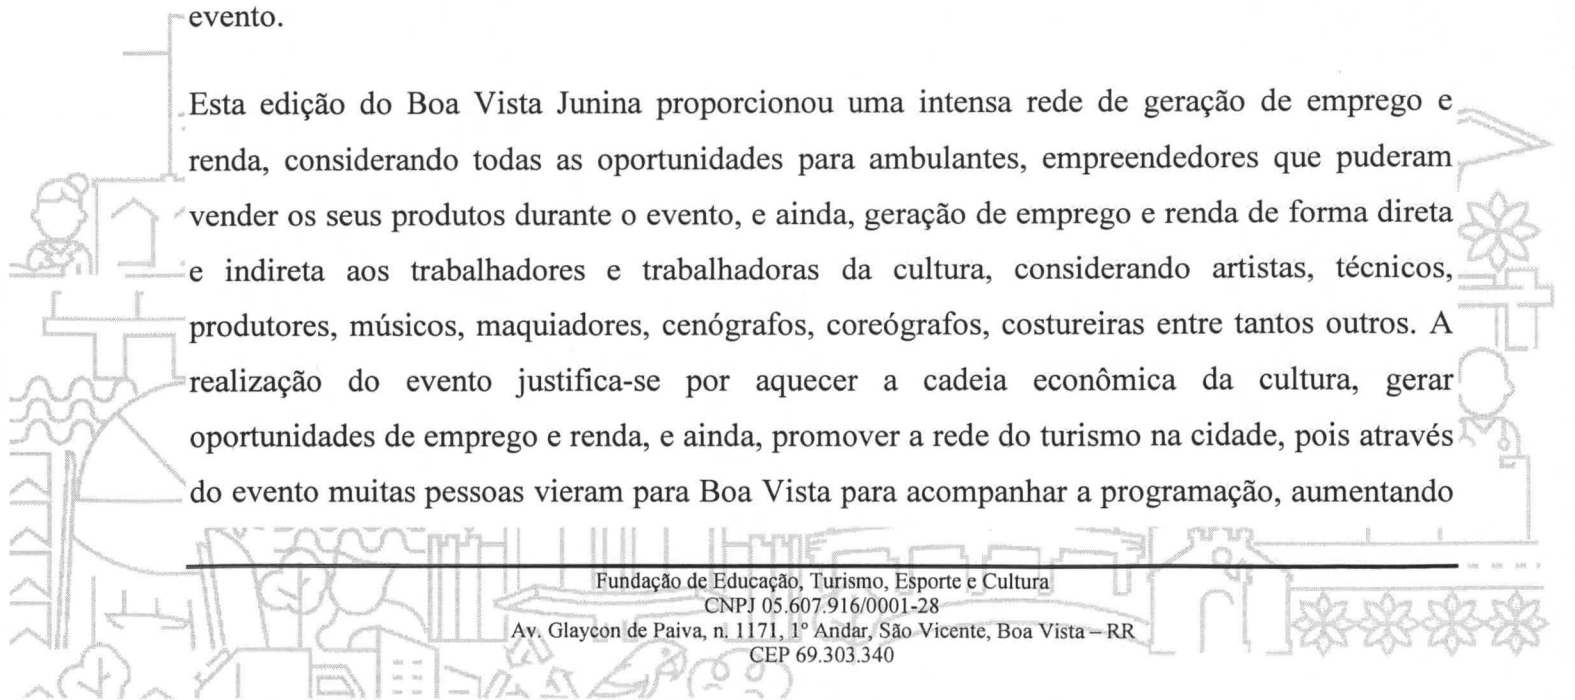 evento.
Esta edição do Boa Vista Junina proporcionou uma intensa rede de geração de emprego e
renda, considerando todas as oportunidades para ambulantes, empreendedores que puderam
vender os seus produtos durante o evento, e ainda, geração de emprego e renda de forma direta
e indireta aos trabalhadores e trabalhadoras da cultura, considerando artistas, técnicos,
produtores, músicos, maquiadores, cenógrafos, coreógrafos, costureiras entre tantos outros. A
realização do evento justifica-se por aquecer a cadeia econômica da cultura, gerar
oportunidades de emprego e renda, e ainda, promover a rede do turismo na cidade, pois através
do evento muitas pessoas vieram para Boa Vista para acompanhar a programação, aumentando
Fundação de Educação, Turismo, Esporte e Cultura
CNPJ 05.607.916/0001-28
Av. Glaycon de Paiva, n. 1171, 1º Andar, São Vicente, Boa Vista – RR
CEP 69.303.340